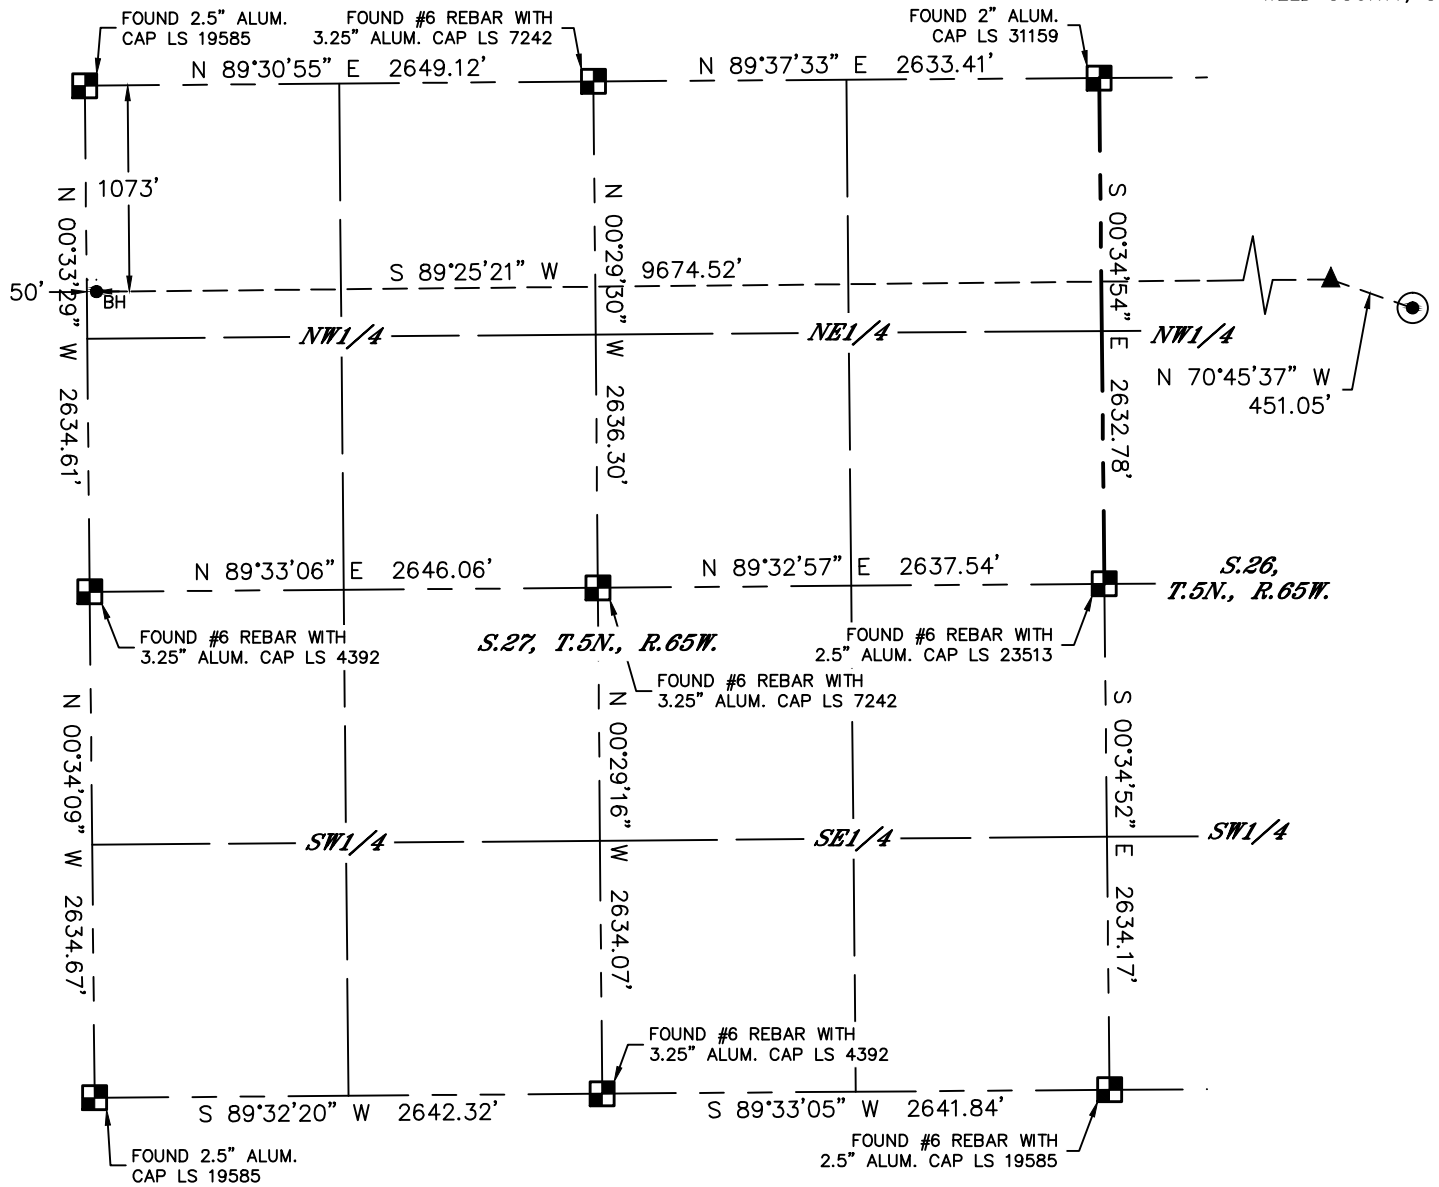 FOUND 2.5" ALUM.
CAP LS 19585
FOUND #6 REBAR WITH
3.25" ALUM. CAP LS 7242
FOUND 2" ALUM.
CAP LS 31159
N 89°30'55" E 2649.12'
N 89°37'33" E 2633.41'
1073'
N 00°33'29" W 2634.61'
N 00°29'30" W 2636.30'
S 00°34'54" E 2632.78'
S 89°25'21" W 9674.52'
50'
BH
NW1/4
NE1/4
NW1/4
N 70°45'37" W
451.05'
N 89°33'06" E 2646.06'
N 89°32'57" E 2637.54'
S.26,
T.5N., R.65W.
FOUND #6 REBAR WITH
3.25" ALUM. CAP LS 4392
S.27, T.5N., R.65W.
FOUND #6 REBAR WITH
2.5" ALUM. CAP LS 23513
FOUND #6 REBAR WITH
3.25" ALUM. CAP LS 7242
N 00°34'09" W 2634.67'
N 00°29'16" W 2634.07'
S 00°34'52" E 2634.17'
SW1/4
SE1/4
SW1/4
FOUND #6 REBAR WITH
3.25" ALUM. CAP LS 4392
S 89°32'20" W 2642.32'
S 89°33'05" W 2641.84'
FOUND 2.5" ALUM.
CAP LS 19585
FOUND #6 REBAR WITH
2.5" ALUM. CAP LS 19585